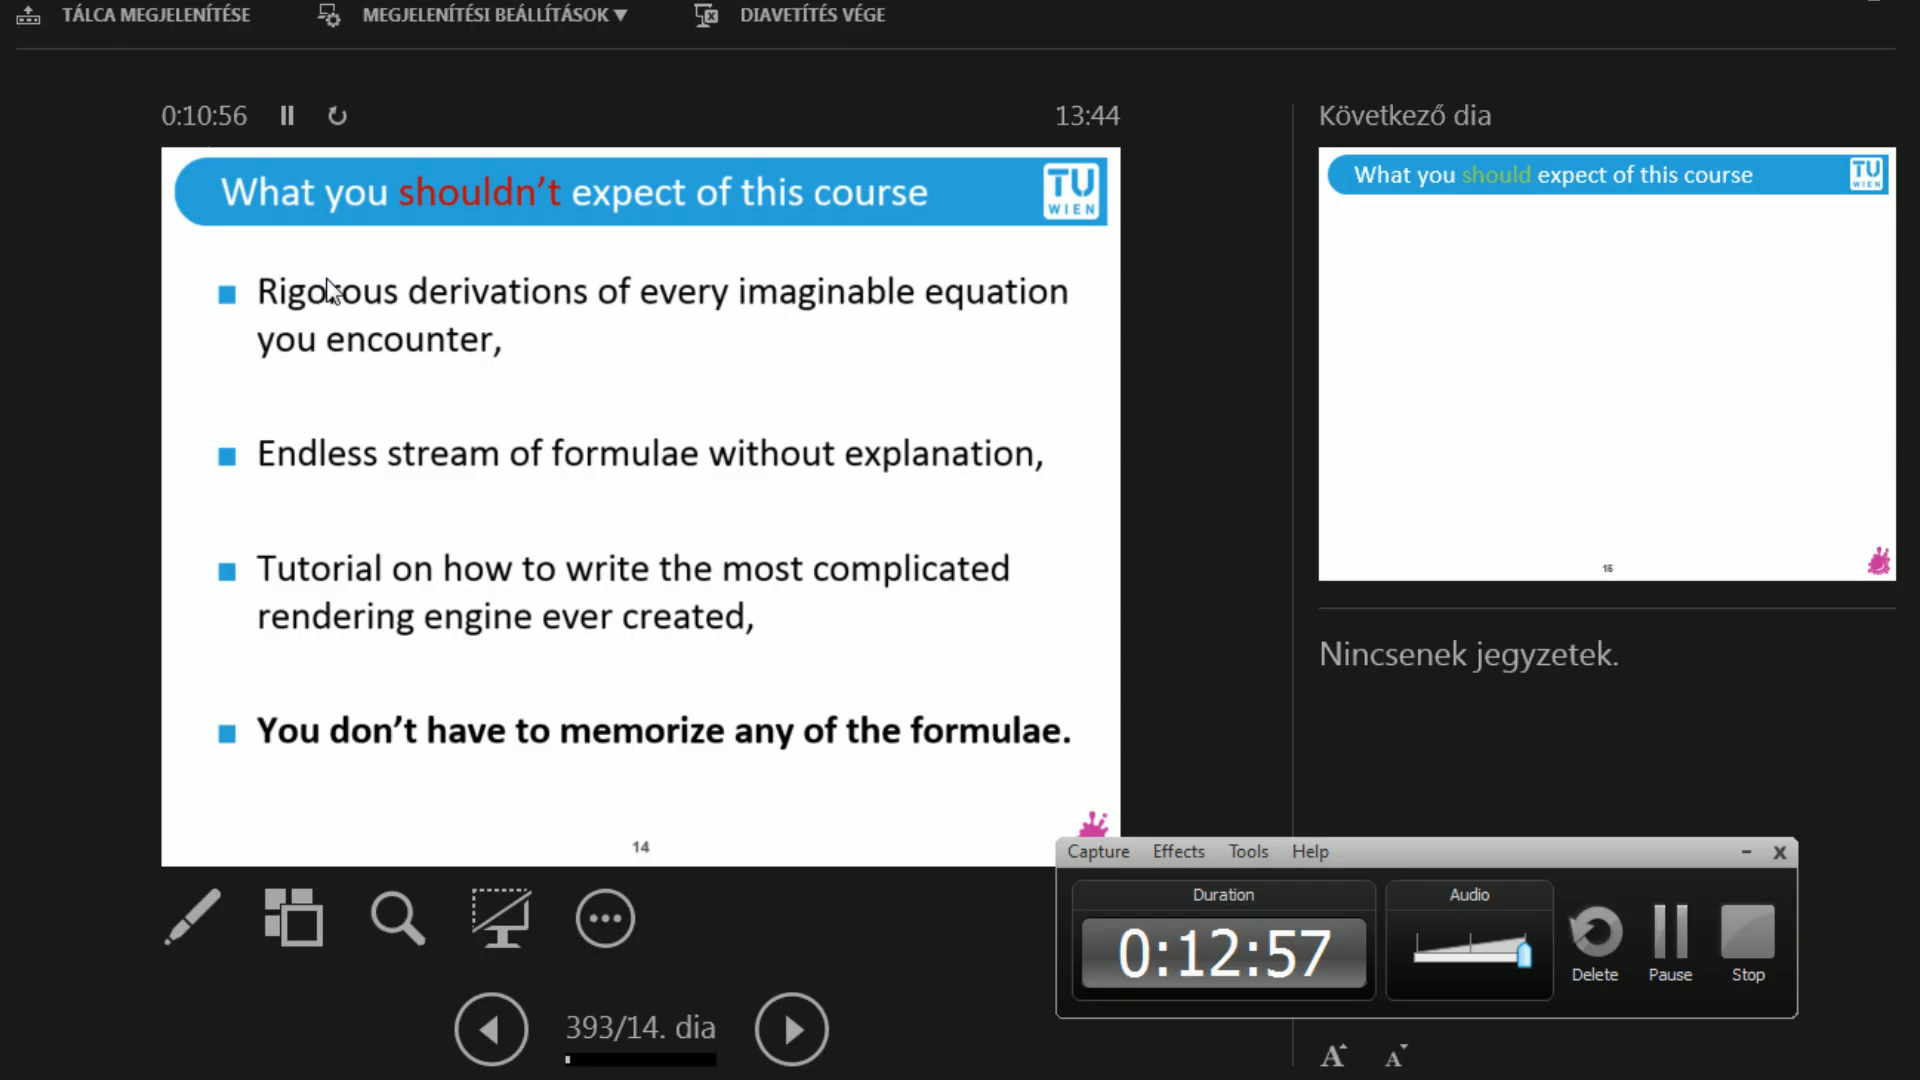 TÁLCA MEGJELENÍTÉSE
MEGJELENÍTÉSI BEÁLLÍTÁSOK ▼
DIAVETÍTÉS VÉGE
0:10:56
13:44
What you shouldn't expect of this course
TU
WIEN
■ Rigorous derivations of every imaginable equation
you encounter,
■ Endless stream of formulae without explanation,
■ Tutorial on how to write the most complicated
rendering engine ever created,
■ You don't have to memorize any of the formulae.
14
Következő dia
What you should expect of this course
TU
WIEN
16
Nincsenek jegyzetek.
Capture Effects Tools Help
Duration
0:12:57
Audio
Delete
Pause
Stop
393/14. dia
A A